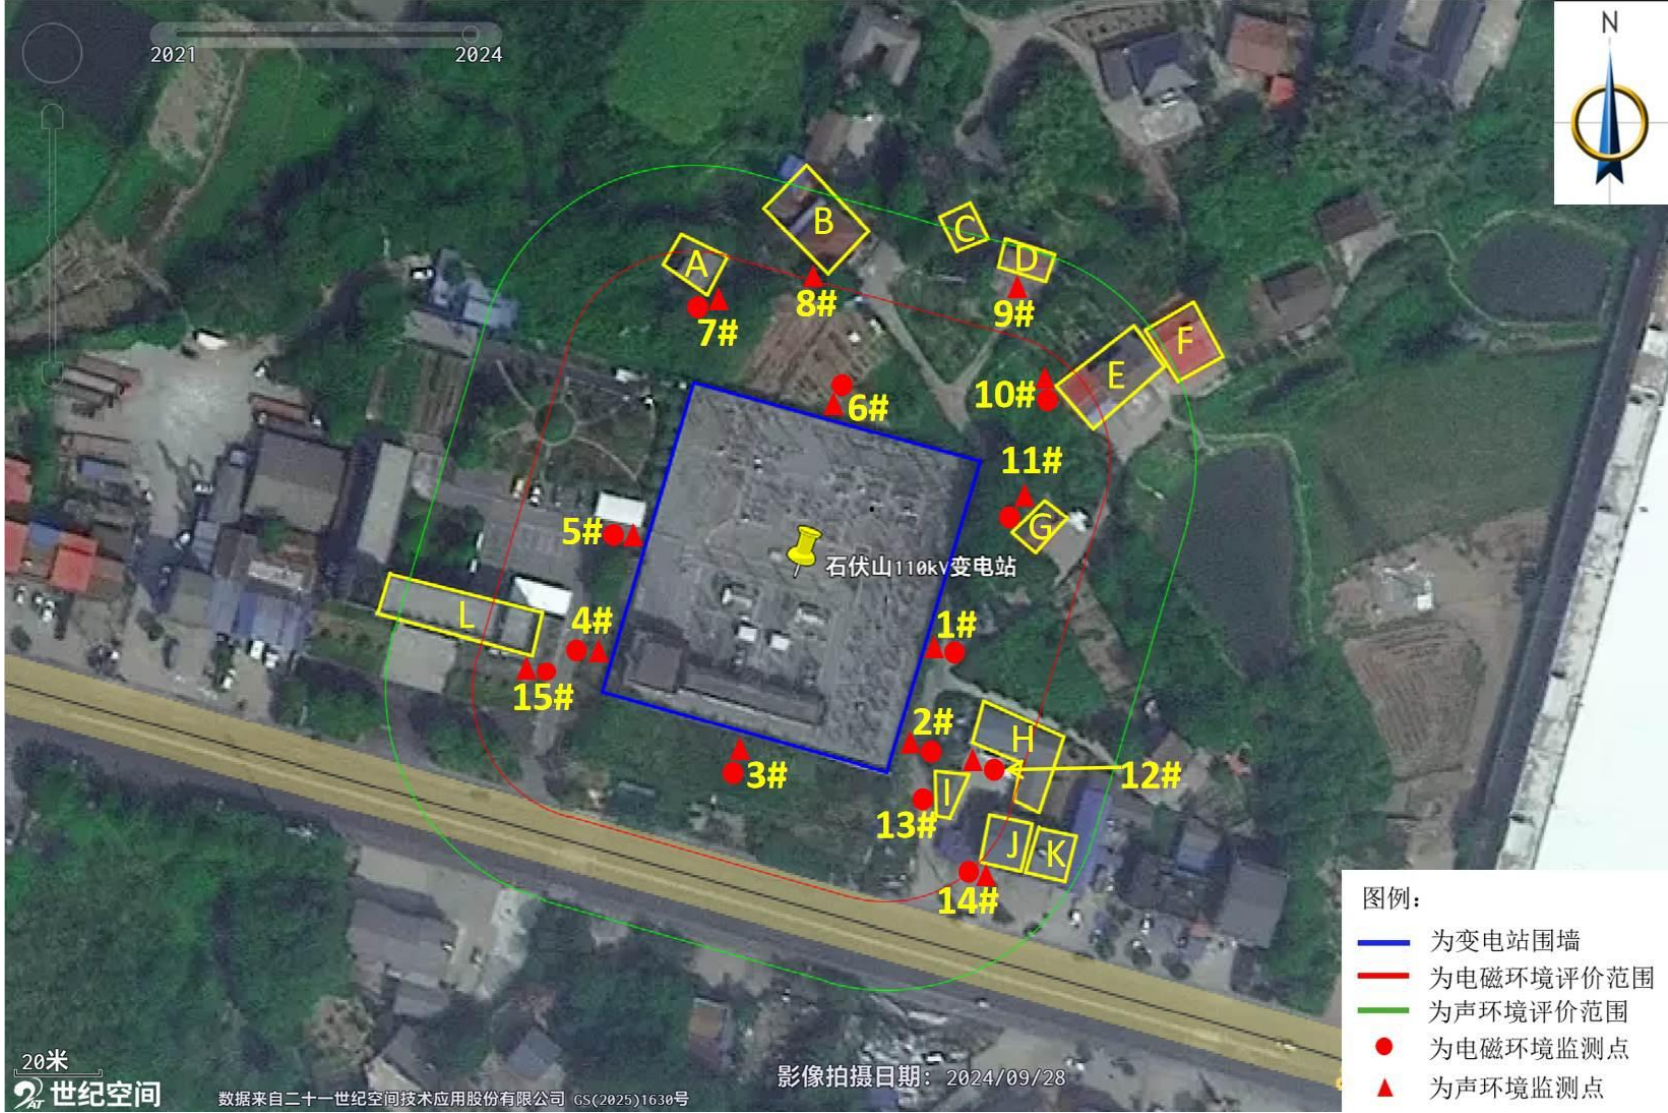 2021
2024
N
A
B
C
D
7#
8#
9#
E
F
10#
6#
11#
5#
G
石伏山110kV变电站
L
4#
1#
15#
2#
H
3#
12#
I
13#
J
K
14#
图例：
为变电站围墙
为电磁环境评价范围
为声环境评价范围
为电磁环境监测点
为声环境监测点
20米
21AT 世纪空间
数据来自二十一世纪空间技术应用股份有限公司 GS(2025)1630号
影像拍摄日期：2024/09/28